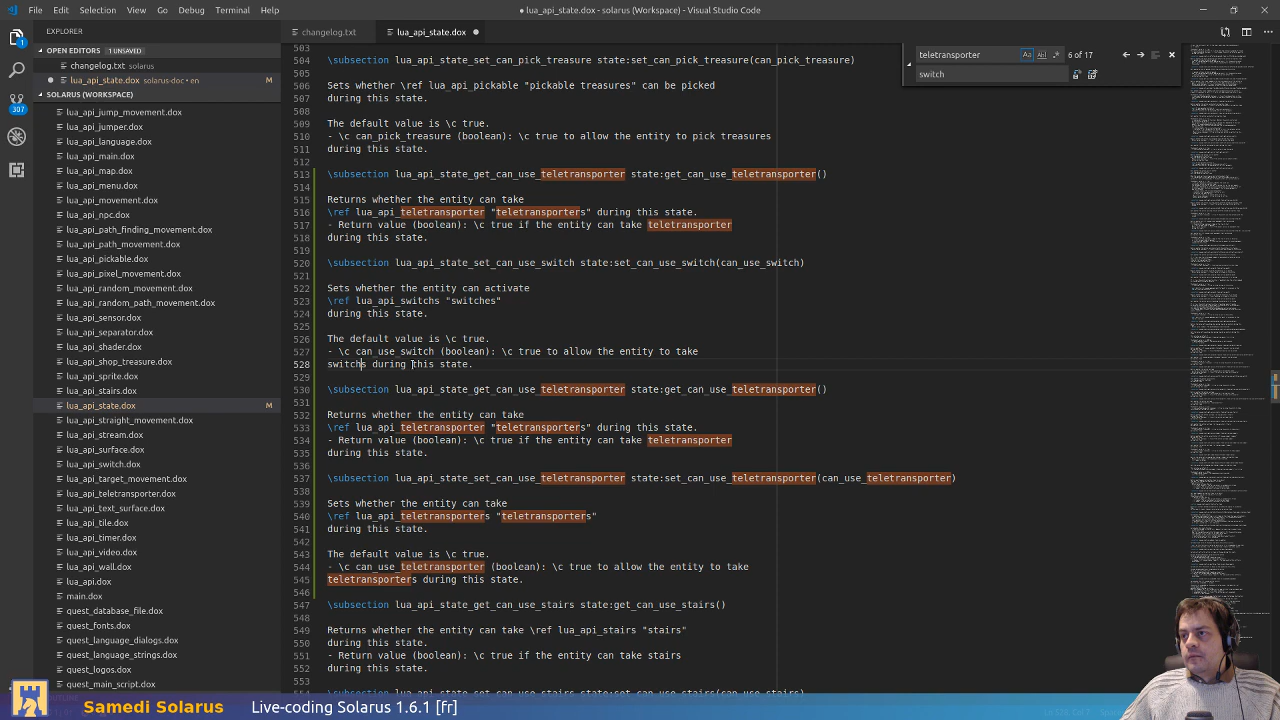 File Edit Selection View Go Debug Terminal Help
● lua_api_state.dox - solarus (Workspace) - Visual Studio Code
EXPLORER
OPEN EDITORS 1 UNSAVED
changelog.txt solarus
lua_api_state.dox solarus-doc • en M
SOLARUS (WORKSPACE)
lua_api_jump_movement.dox
lua_api_jumper.dox
lua_api_language.dox
lua_api_main.dox
lua_api_map.dox
lua_api_menu.dox
lua_api_movement.dox
lua_api_npc.dox
lua_api_path_finding_movement.dox
lua_api_path_movement.dox
lua_api_pickable.dox
lua_api_pixel_movement.dox
lua_api_random_movement.dox
lua_api_random_path_movement.dox
lua_api_sensor.dox
lua_api_separator.dox
lua_api_shader.dox
lua_api_shop_treasure.dox
lua_api_sprite.dox
lua_api_stairs.dox
lua_api_state.dox M
lua_api_straight_movement.dox
lua_api_stream.dox
lua_api_surface.dox
lua_api_switch.dox
lua_api_target_movement.dox
lua_api_teletransporter.dox
lua_api_text_surface.dox
lua_api_tile.dox
lua_api_timer.dox
lua_api_video.dox
lua_api_wall.dox
lua_api.dox
main.dox
quest_database_file.dox
quest_fonts.dox
quest_language_dialogs.dox
quest_language_strings.dox
quest_logos.dox
quest_main_script.dox
307
changelog.txt
lua_api_state.dox ●
teletransporter Aa 6 of 17
switch
503
504 \subsection lua_api_state_set_can_pick_treasure state:set_can_pick_treasure(can_pick_treasure)
505
506 Sets whether \ref lua_api_pickable "pickable treasures" can be picked
507 during this state.
508
509 The default value is \c true.
510 - \c can_pick_treasure (boolean): \c true to allow the entity to pick treasures
511 during this state.
512
513 \subsection lua_api_state_get_can_use_teletransporter state:get_can_use_teletransporter()
514
515 Returns whether the entity can take
516 \ref lua_api_teletransporter "teletransporters" during this state.
517 - Return value (boolean): \c true if the entity can take teletransporter
518 during this state.
519
520 \subsection lua_api_state_set_can_use_switch state:set_can_use_switch(can_use_switch)
521
522 Sets whether the entity can activate
523 \ref lua_api_switch "switches"
524 during this state.
525
526 The default value is \c true.
527 - \c can_use_switch (boolean): \c true to allow the entity to take
528
529
530 \subsection lua_api_state_get_can_use_teletransporter state:get_can_use_teletransporter()
531
532 Returns whether the entity can take
533 \ref lua_api_teletransporter "teletransporters" during this state.
534 - Return value (boolean): \c true if the entity can take teletransporter
535 during this state.
536
537 \subsection lua_api_state_set_can_use_teletransporter state:set_can_use_teletransporter(can_use_teletransporter)
538
539 Sets whether the entity can take
540 \ref lua_api_teletransporters "teletransporters"
541 during this state.
542
543 The default value is \c true.
544 - \c can_use_teletransporter (boolean): \c true to allow the entity to take
545 teletransporters during this state.
546
547 \subsection lua_api_state_get_can_use_stairs state:get_can_use_stairs()
548
549 Returns whether the entity can take \ref lua_api_stairs "stairs"
550 during this state.
551 - Return value (boolean): \c true if the entity can take stairs
552 during this state.
553
Samedi Solarus Live-coding Solarus 1.6.1 [fr]